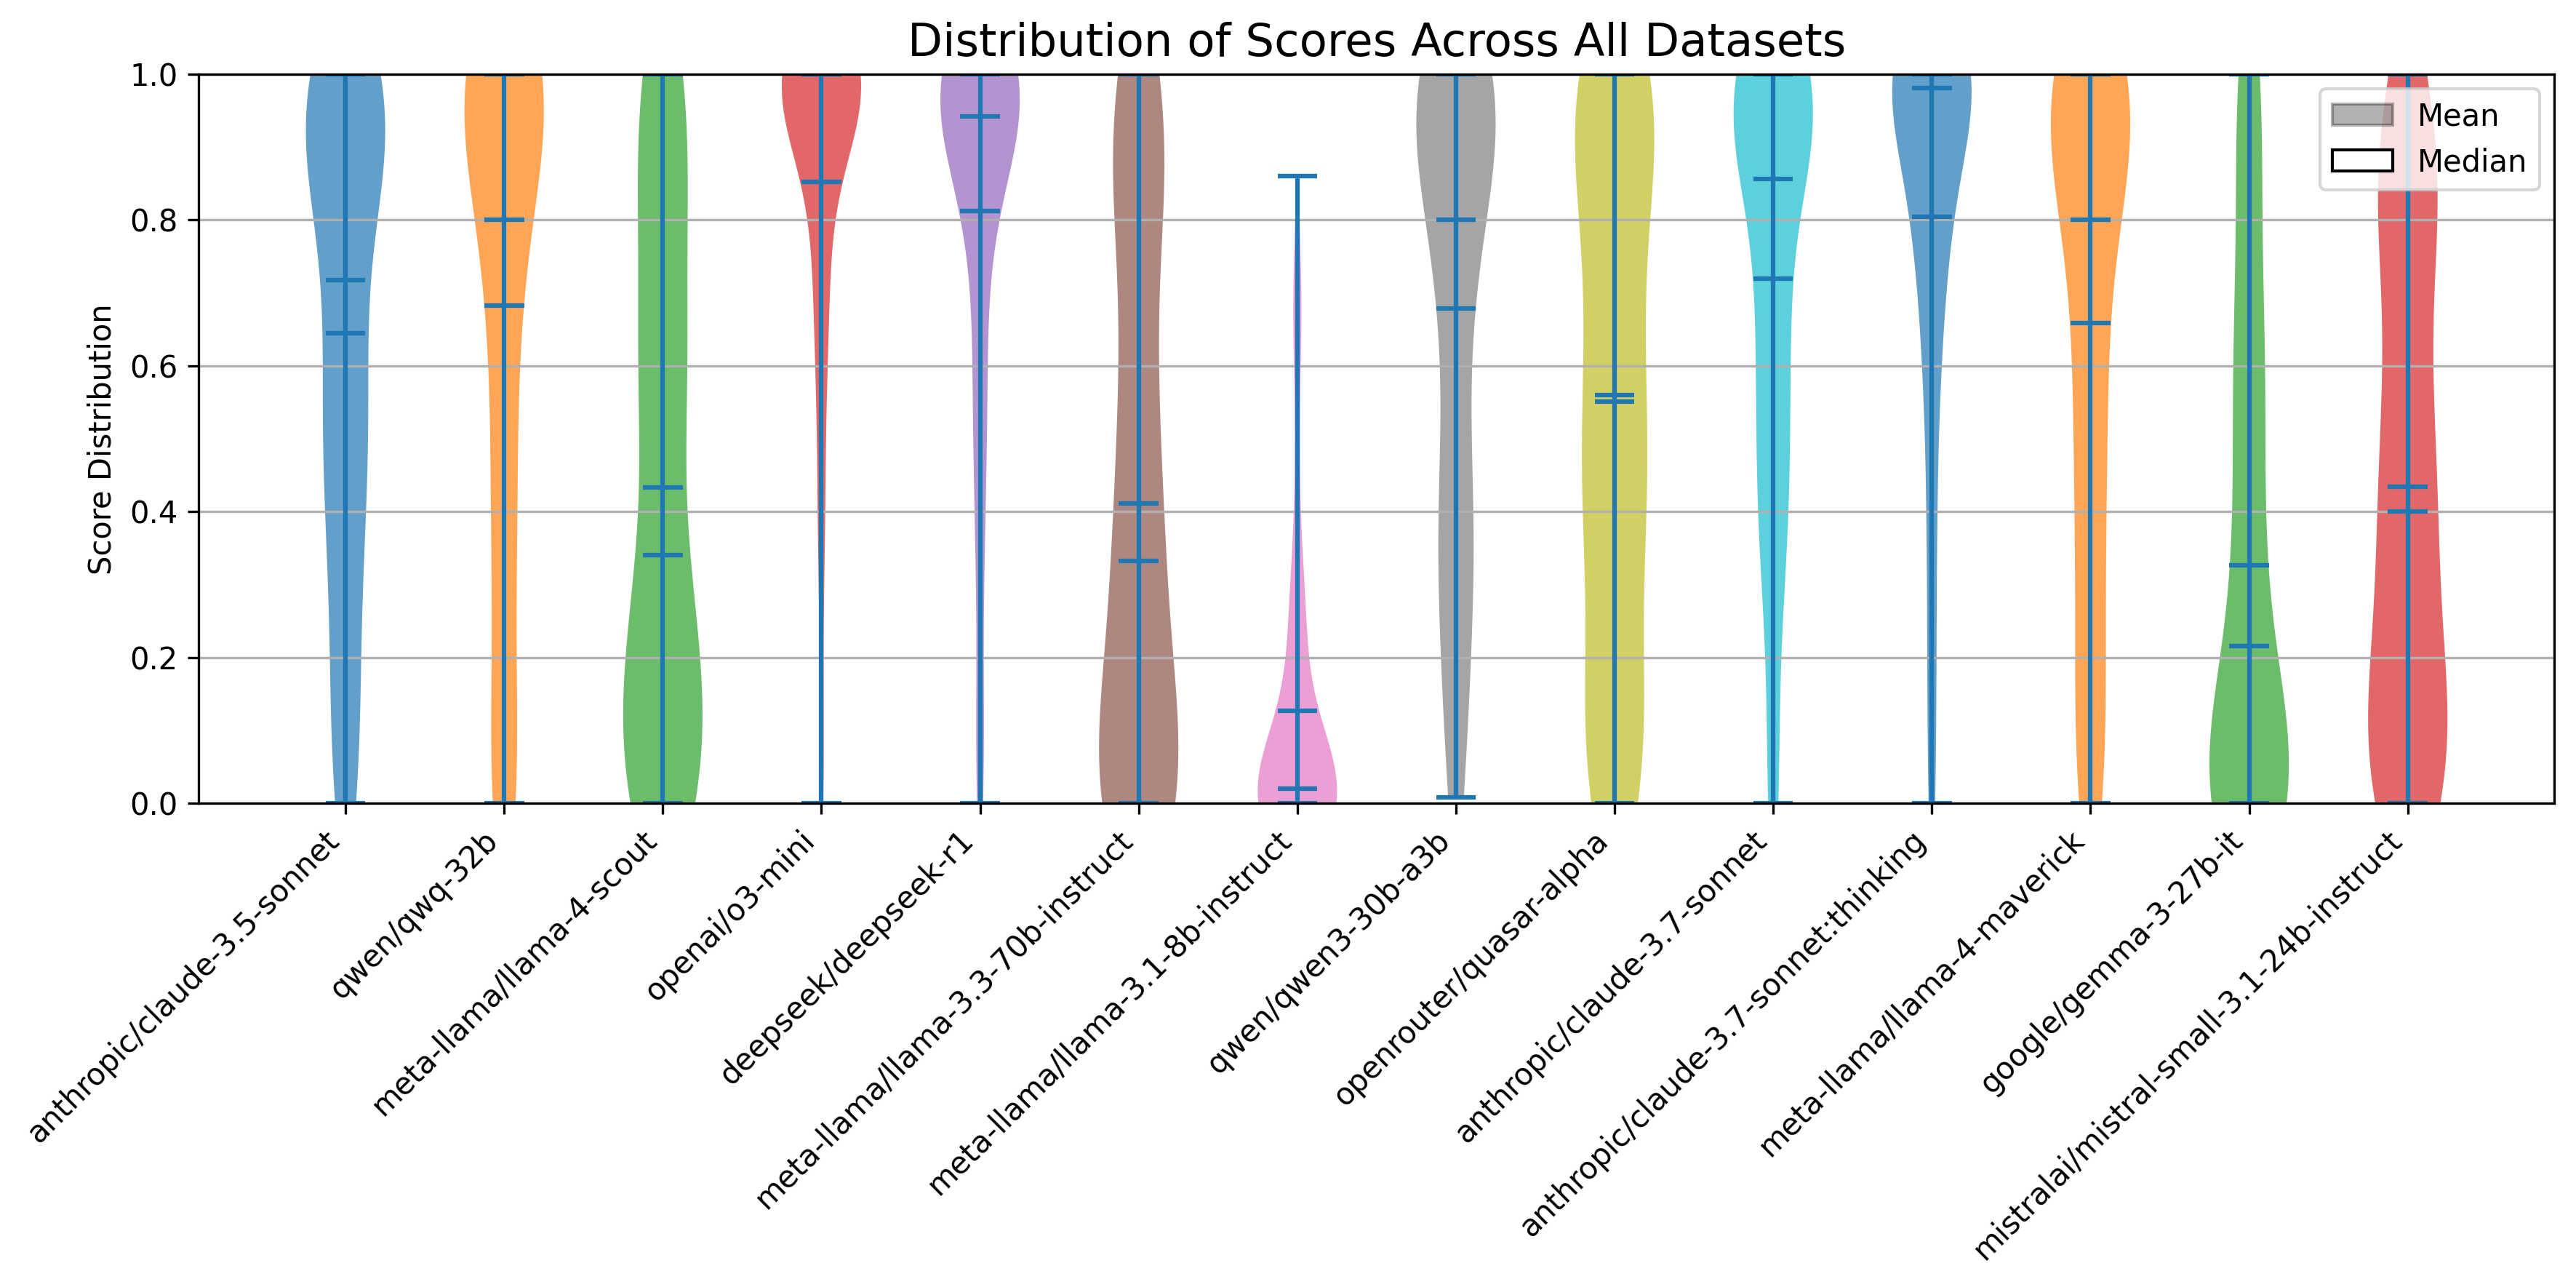 Distribution of Scores Across All Datasets
Score Distribution
1.0
0.8
0.6
0.4
0.2
0.0
Mean
Median
anthropic/claude-3.5-sonnet
qwen/qwq-32b
meta-llama/llama-4-scout
openai/o3-mini
deepseek/deepseek-r1
meta-llama/llama-3.3-70b-instruct
meta-llama/llama-3.1-8b-instruct
qwen/qwen3-30b-a3b
openrouter/quasar-alpha
anthropic/claude-3.7-sonnet
anthropic/claude-3.7-sonnet:thinking
meta-llama/llama-4-maverick
google/gemma-3-27b-it
mistralai/mistral-small-3.1-24b-instruct